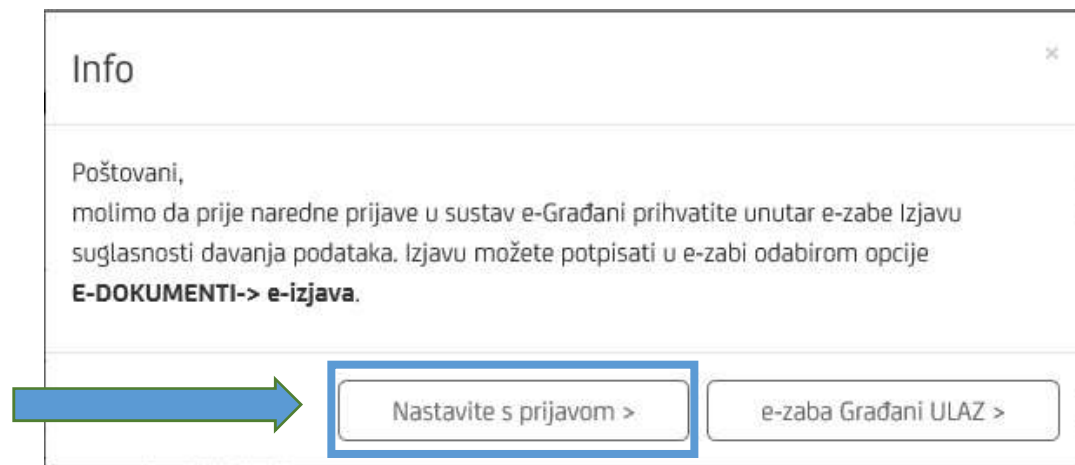 Info
×
Poštovani,
molimo da prije naredne prijave u sustav e-Građani prihvatite unutar e-zabe Izjavu
suglasnosti davanja podataka. Izjavu možete potpisati u e-zabi odabirom opcije
E-DOKUMENTI-> e-izjava.
Nastavite s prijavom >
e-zaba Građani ULAZ >